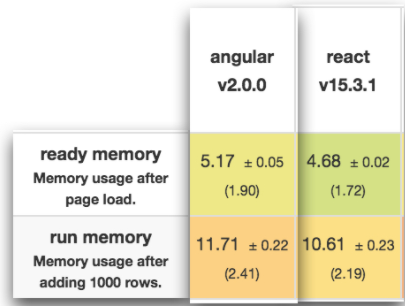 angular react
v2.0.0 v15.3.1
ready memory
Memory usage after
page load.
5.17 ± 0.05 4.68 ± 0.02
(1.90) (1.72)
run memory
Memory usage after
adding 1000 rows.
11.71 ± 0.22 10.61 ± 0.23
(2.41) (2.19)